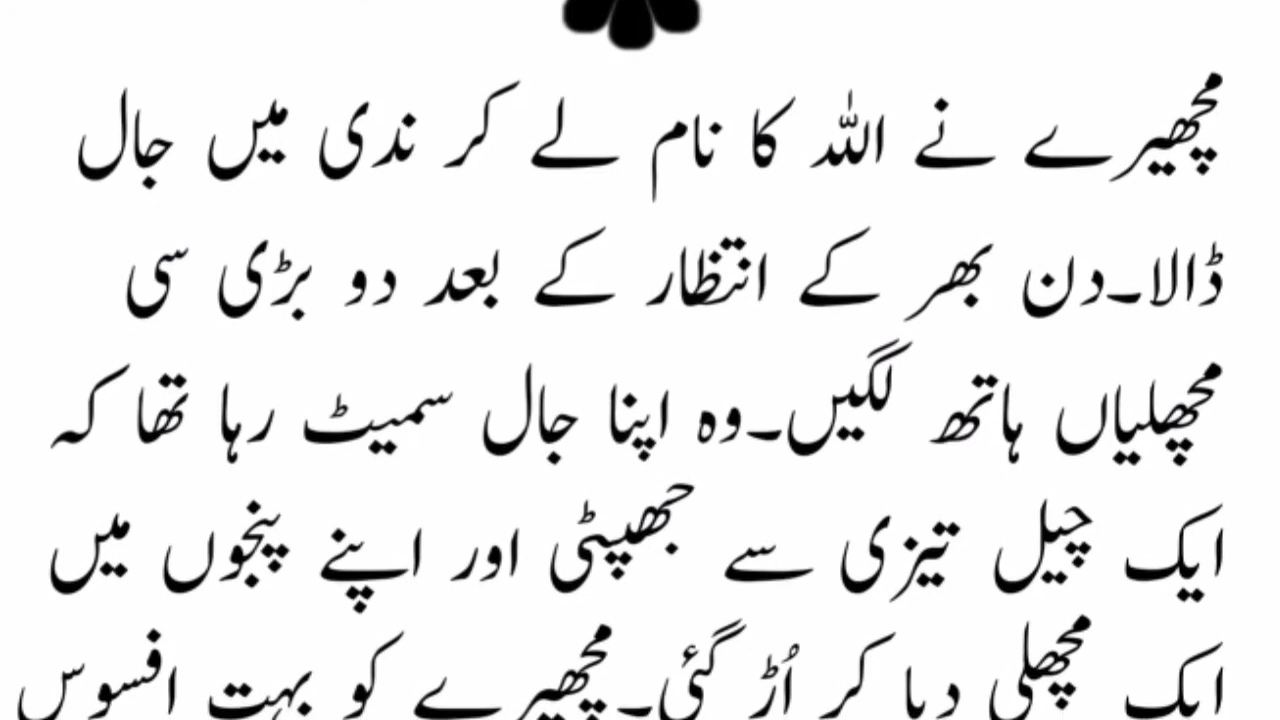 مچھیرے نے اللہ کا نام لے کر ندی میں جال
ڈالا۔دن بھر کے انتظار کے بعد دو بڑی سی
مچھلیاں ہاتھ لگیں۔وہ اپنا جال سمیٹ رہا تھا کہ
ایک چیل تیزی سے جھپٹی اور اپنے پنجوں میں
ایک مچھلی دبا کر اُڑ گئی۔مچھیرے کو بہت افسوس